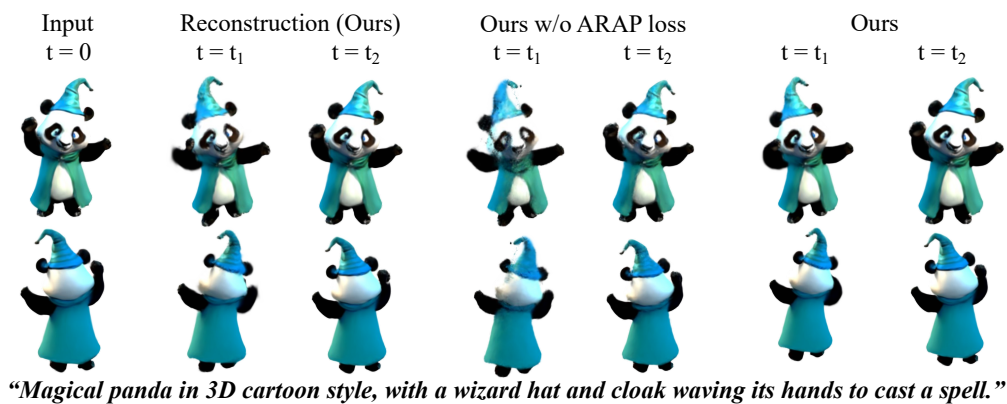 Input Reconstruction (Ours) Ours w/o ARAP loss Ours
t = 0 t = t₁ t = t₂ t = t₁ t = t₂ t = t₁ t = t₂
“Magical panda in 3D cartoon style, with a wizard hat and cloak waving its hands to cast a spell.”